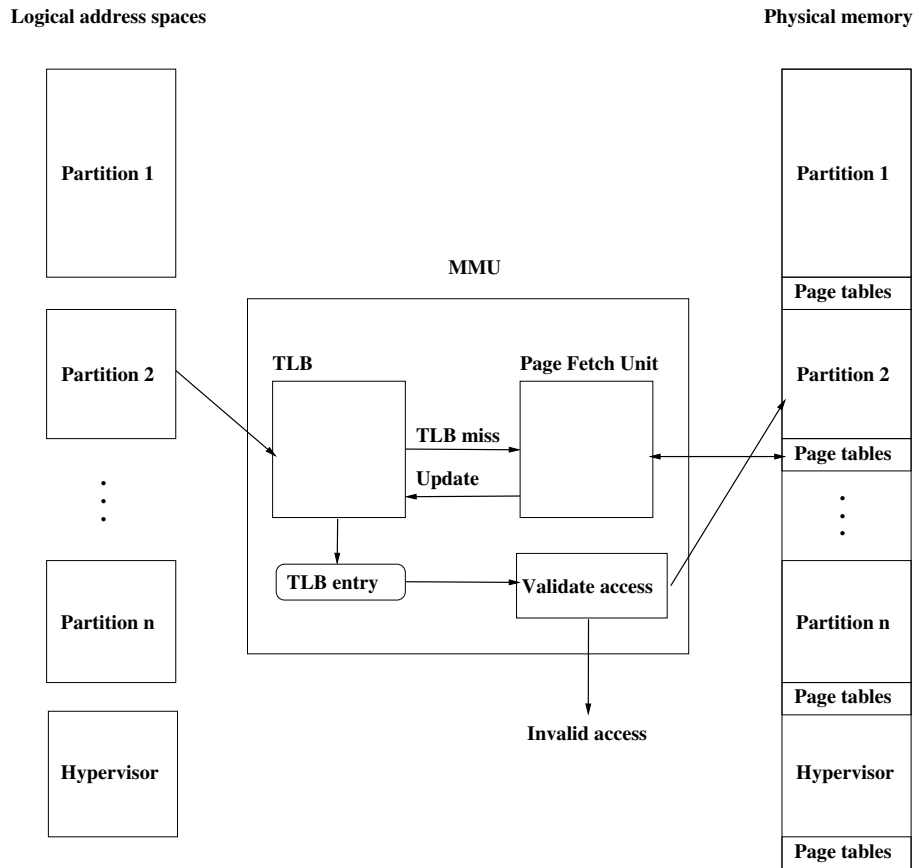 Logical address spaces
Physical memory
Partition 1
Partition 1
MMU
Page tables
TLB
Page Fetch Unit
Partition 2
Partition 2
TLB miss
Page tables
Update
TLB entry
Validate access
Partition n
Partition n
Page tables
Invalid access
Hypervisor
Hypervisor
Page tables